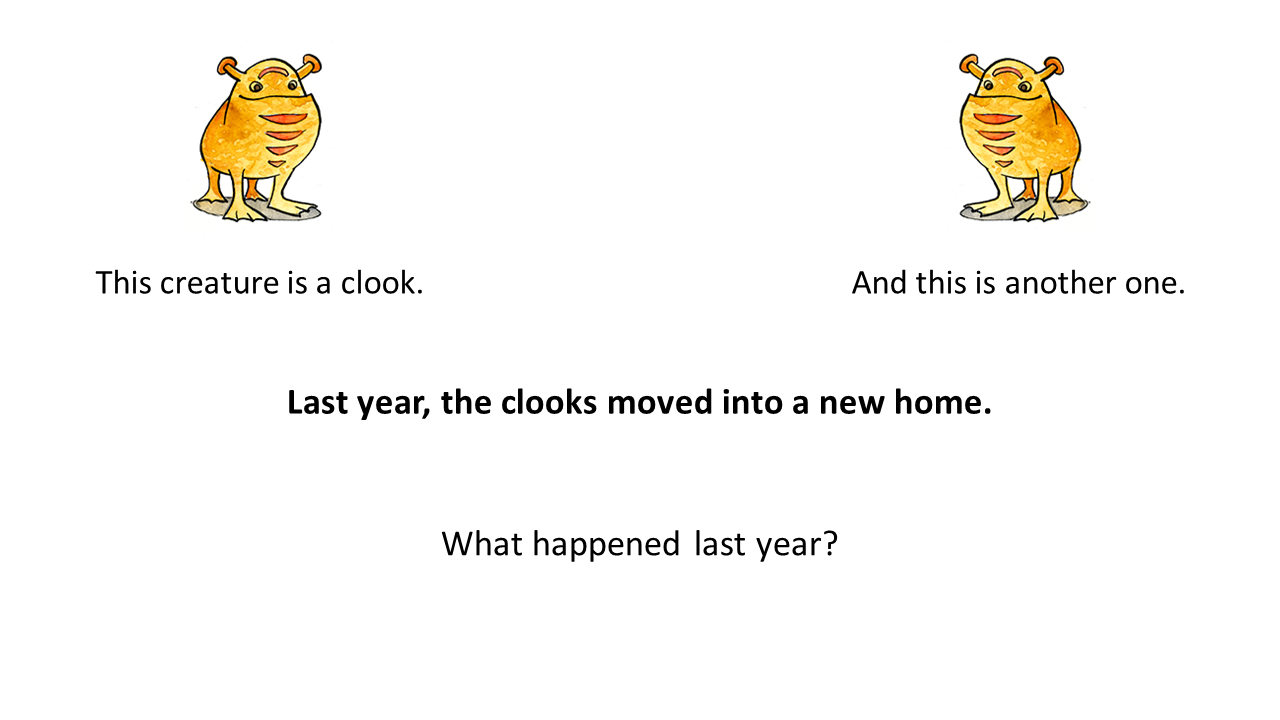 This creature is a clook.
And this is another one.
Last year, the clooks moved into a new home.
What happened last year?